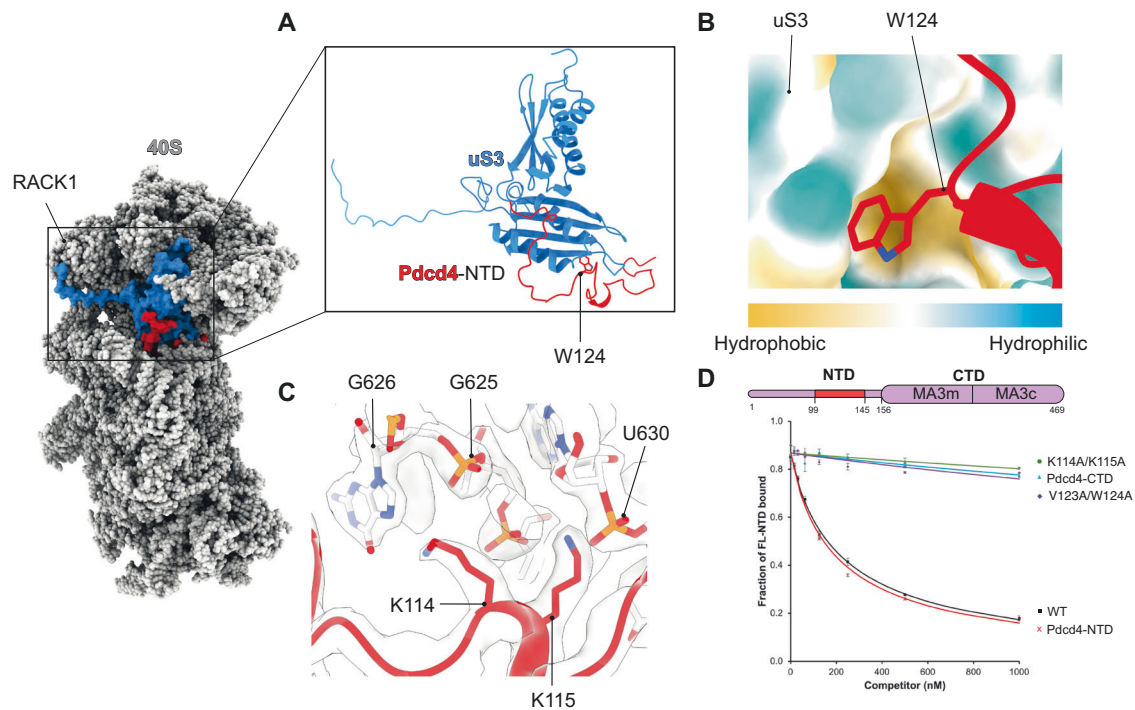 A
40S
RACK1
uS3
Pdcd4-NTD
W124
B
uS3
W124
Hydrophobic
Hydrophilic
C
G626
G625
U630
K114
K115
D
NTD
CTD
MA3m
MA3c
1
99
145
156
469
Fraction of FL-NTD bound
1.0
0.8
0.6
0.4
0.2
0.0
0
200
400
600
800
1000
Competitor (nM)
K114A/K115A
Pdcd4-CTD
V123A/W124A
WT
Pdcd4-NTD